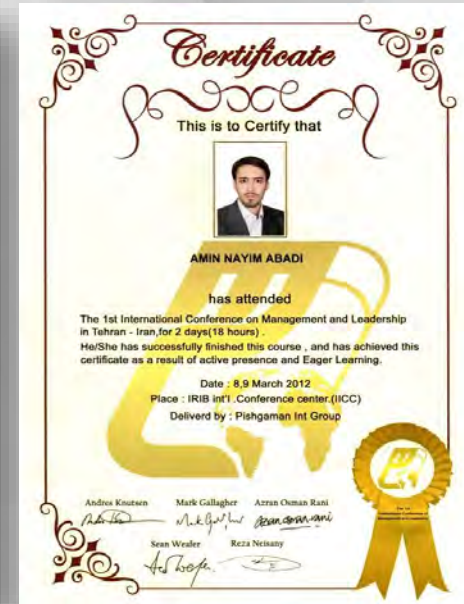 Certificate
This is to Certify that
AMIN NAYIM ABADI
has attended
The 1st International Conference on Management and Leadership
in Tehran - Iran,for 2 days(18 hours) .
He/She has successfully finished this course , and has achieved this
certificate as a result of active presence and Eager Learning.
Date : 8,9 March 2012
Place : IRIB int'l .Conference center.(IICC)
Deliverd by : Pishgaman Int Group
Andres Knutsen Mark Gallagher Azran Osman Rani
Sean Weafer Reza Neisany